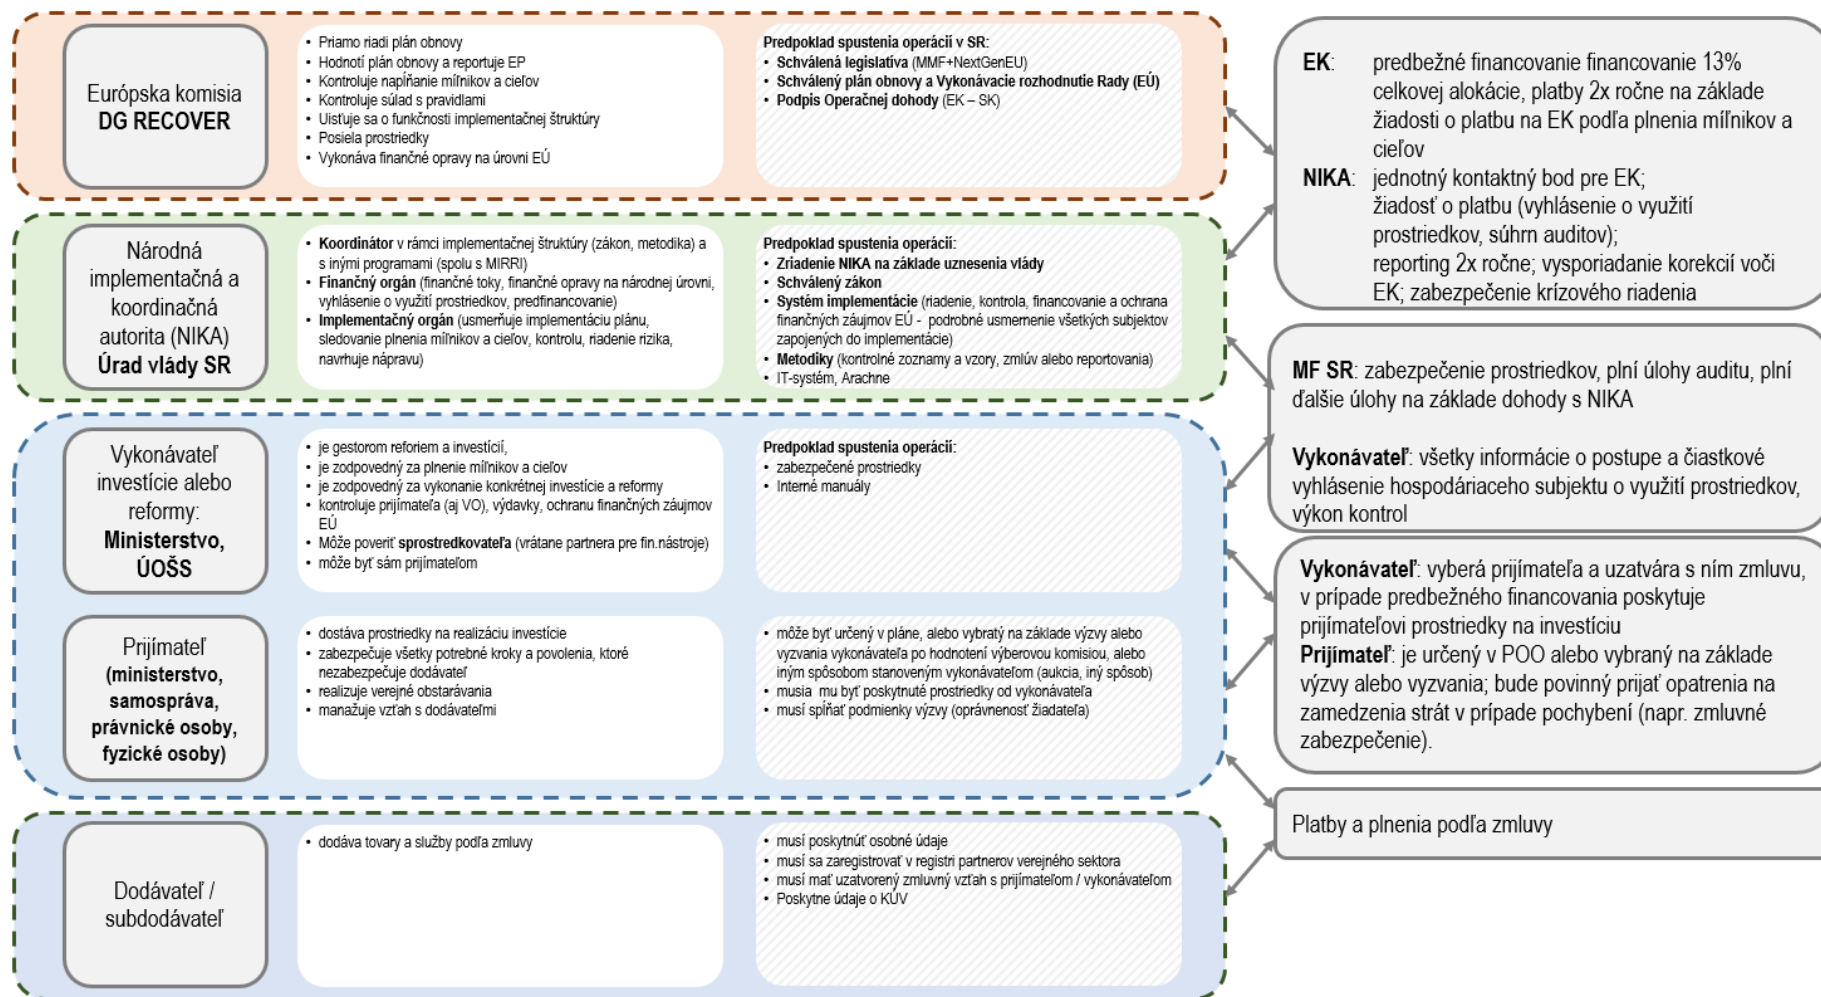 Európska komisia
DG RECOVER
• Priamo riadi plán obnovy
• Hodnotí plán obnovy a reportuje EP
• Kontroluje napĺňanie míľnikov a cieľov
• Kontroluje súlad s pravidlami
• Uisťuje sa o funkčnosti implementačnej štruktúry
• Posiela prostriedky
• Vykonáva finančné opravy na úrovni EÚ
Predpoklad spustenia operácií v SR:
• Schválená legislatíva (MMF+NextGenEU)
• Schválený plán obnovy a Vykonávacie rozhodnutie Rady (EÚ)
• Podpis Operačnej dohody (EK – SK)
EK: predbežné financovanie financovanie 13%
celkovej alokácie, platby 2x ročne na základe
žiadosti o platbu na EK podľa plnenia míľnikov a
cieľov
NIKA: jednotný kontaktný bod pre EK;
žiadosť o platbu (vyhlásenie o využití
prostriedkov, súhrn auditov);
reporting 2x ročne; vysporiadanie korekcií voči
EK; zabezpečenie krízového riadenia
Národná
implementačná a
koordinačná
autorita (NIKA)
Úrad vlády SR
• Koordinátor v rámci implementačnej štruktúry (zákon, metodika) a
s inými programami (spolu s MIRRI)
• Finančný orgán (finančné toky, finančné opravy na národnej úrovni,
vyhlásenie o využití prostriedkov, predfinancovanie)
• Implementačný orgán (usmerňuje implementáciu plánu,
sledovanie plnenia míľnikov a cieľov, kontrolu, riadenie rizika,
navrhuje nápravu)
Predpoklad spustenia operácií:
• Zriadenie NIKA na základe uznesenia vlády
• Schválený zákon
• Systém implementácie (riadenie, kontrola, financovanie a ochrana
finančných záujmov EÚ - podrobné usmernenie všetkých subjektov
zapojených do implementácie)
• Metodiky (kontrolné zoznamy a vzory, zmlúv alebo reportovania)
• IT-systém, Arachne
MF SR: zabezpečenie prostriedkov, plní úlohy auditu, plní
ďalšie úlohy na základe dohody s NIKA
Vykonávateľ: všetky informácie o postupe a čiastkové
vyhlásenie hospodáriaceho subjektu o využití prostriedkov,
výkon kontrol
Vykonávateľ
investície alebo
reformy:
Ministerstvo,
ÚOŠS
• je gestorom reforiem a investícií,
• je zodpovedný za plnenie míľnikov a cieľov
• je zodpovedný za vykonanie konkrétnej investície a reformy
• kontroluje prijímateľa (aj VO), výdavky, ochranu finančných záujmov
EÚ
• Môže poveriť sprostredkovateľa (vrátane partnera pre fin.nástroje)
• môže byť sám prijímateľom
Predpoklad spustenia operácií:
• zabezpečené prostriedky
• Interné manuály
Vykonávateľ: vyberá prijímateľa a uzatvára s ním zmluvu,
v prípade predbežného financovania poskytuje
prijímateľovi prostriedky na investíciu
Prijímateľ: je určený v POO alebo vybraný na základe
výzvy alebo vyzvania; bude povinný prijať opatrenia na
zamedzenia strát v prípade pochybení (napr. zmluvné
zabezpečenie).
Prijímateľ
(ministerstvo,
samospráva,
právnické osoby,
fyzické osoby)
• dostáva prostriedky na realizáciu investície
• zabezpečuje všetky potrebné kroky a povolenia, ktoré
nezabezpečuje dodávateľ
• realizuje verejné obstarávania
• manažuje vzťah s dodávateľmi
• môže byť určený v pláne, alebo vybratý na základe výzvy alebo
vyzvania vykonávateľa po hodnotení výberovou komisiou, alebo
iným spôsobom stanoveným vykonávateľom (aukcia, iný spôsob)
• musia mu byť poskytnuté prostriedky od vykonávateľa
• musí spĺňať podmienky výzvy (oprávnenosť žiadateľa)
Platby a plnenia podľa zmluvy
Dodávateľ /
subdodávateľ
• dodáva tovary a služby podľa zmluvy
• musí poskytnúť osobné údaje
• musí sa zaregistrovať v registri partnerov verejného sektora
• musí mať uzatvorený zmluvný vzťah s prijímateľom / vykonávateľom
• Poskytne údaje o KÚV